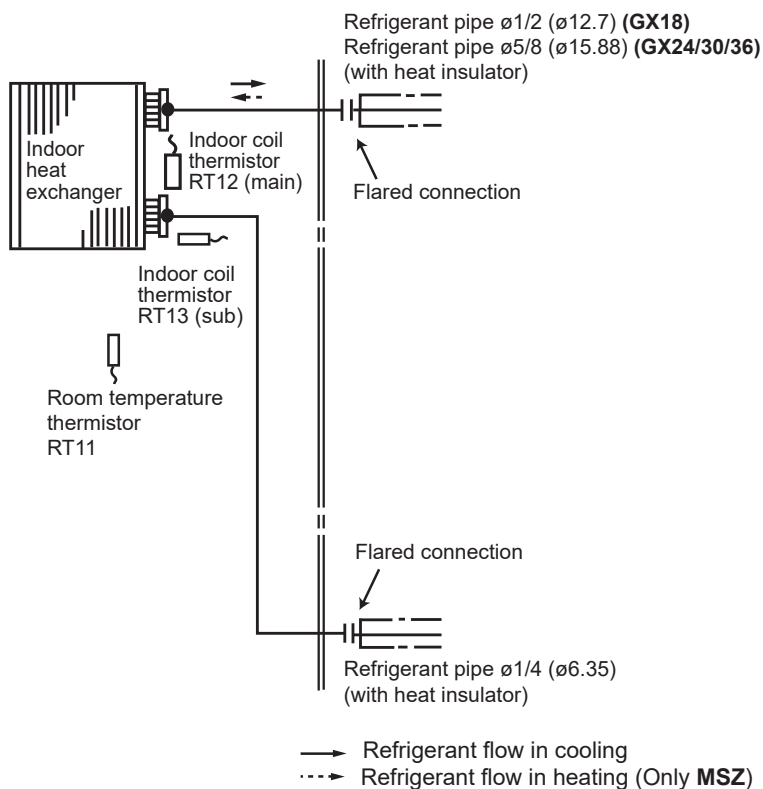 Refrigerant pipe ø1/2 (ø12.7) (GX18)
Refrigerant pipe ø5/8 (ø15.88) (GX24/30/36)
(with heat insulator)
Indoor
heat
exchanger
Indoor coil
thermistor
RT12 (main)
Flared connection
Indoor coil
thermistor
RT13 (sub)
Room temperature
thermistor
RT11
Flared connection
Refrigerant pipe ø1/4 (ø6.35)
(with heat insulator)
Refrigerant flow in cooling
Refrigerant flow in heating (Only MSZ)